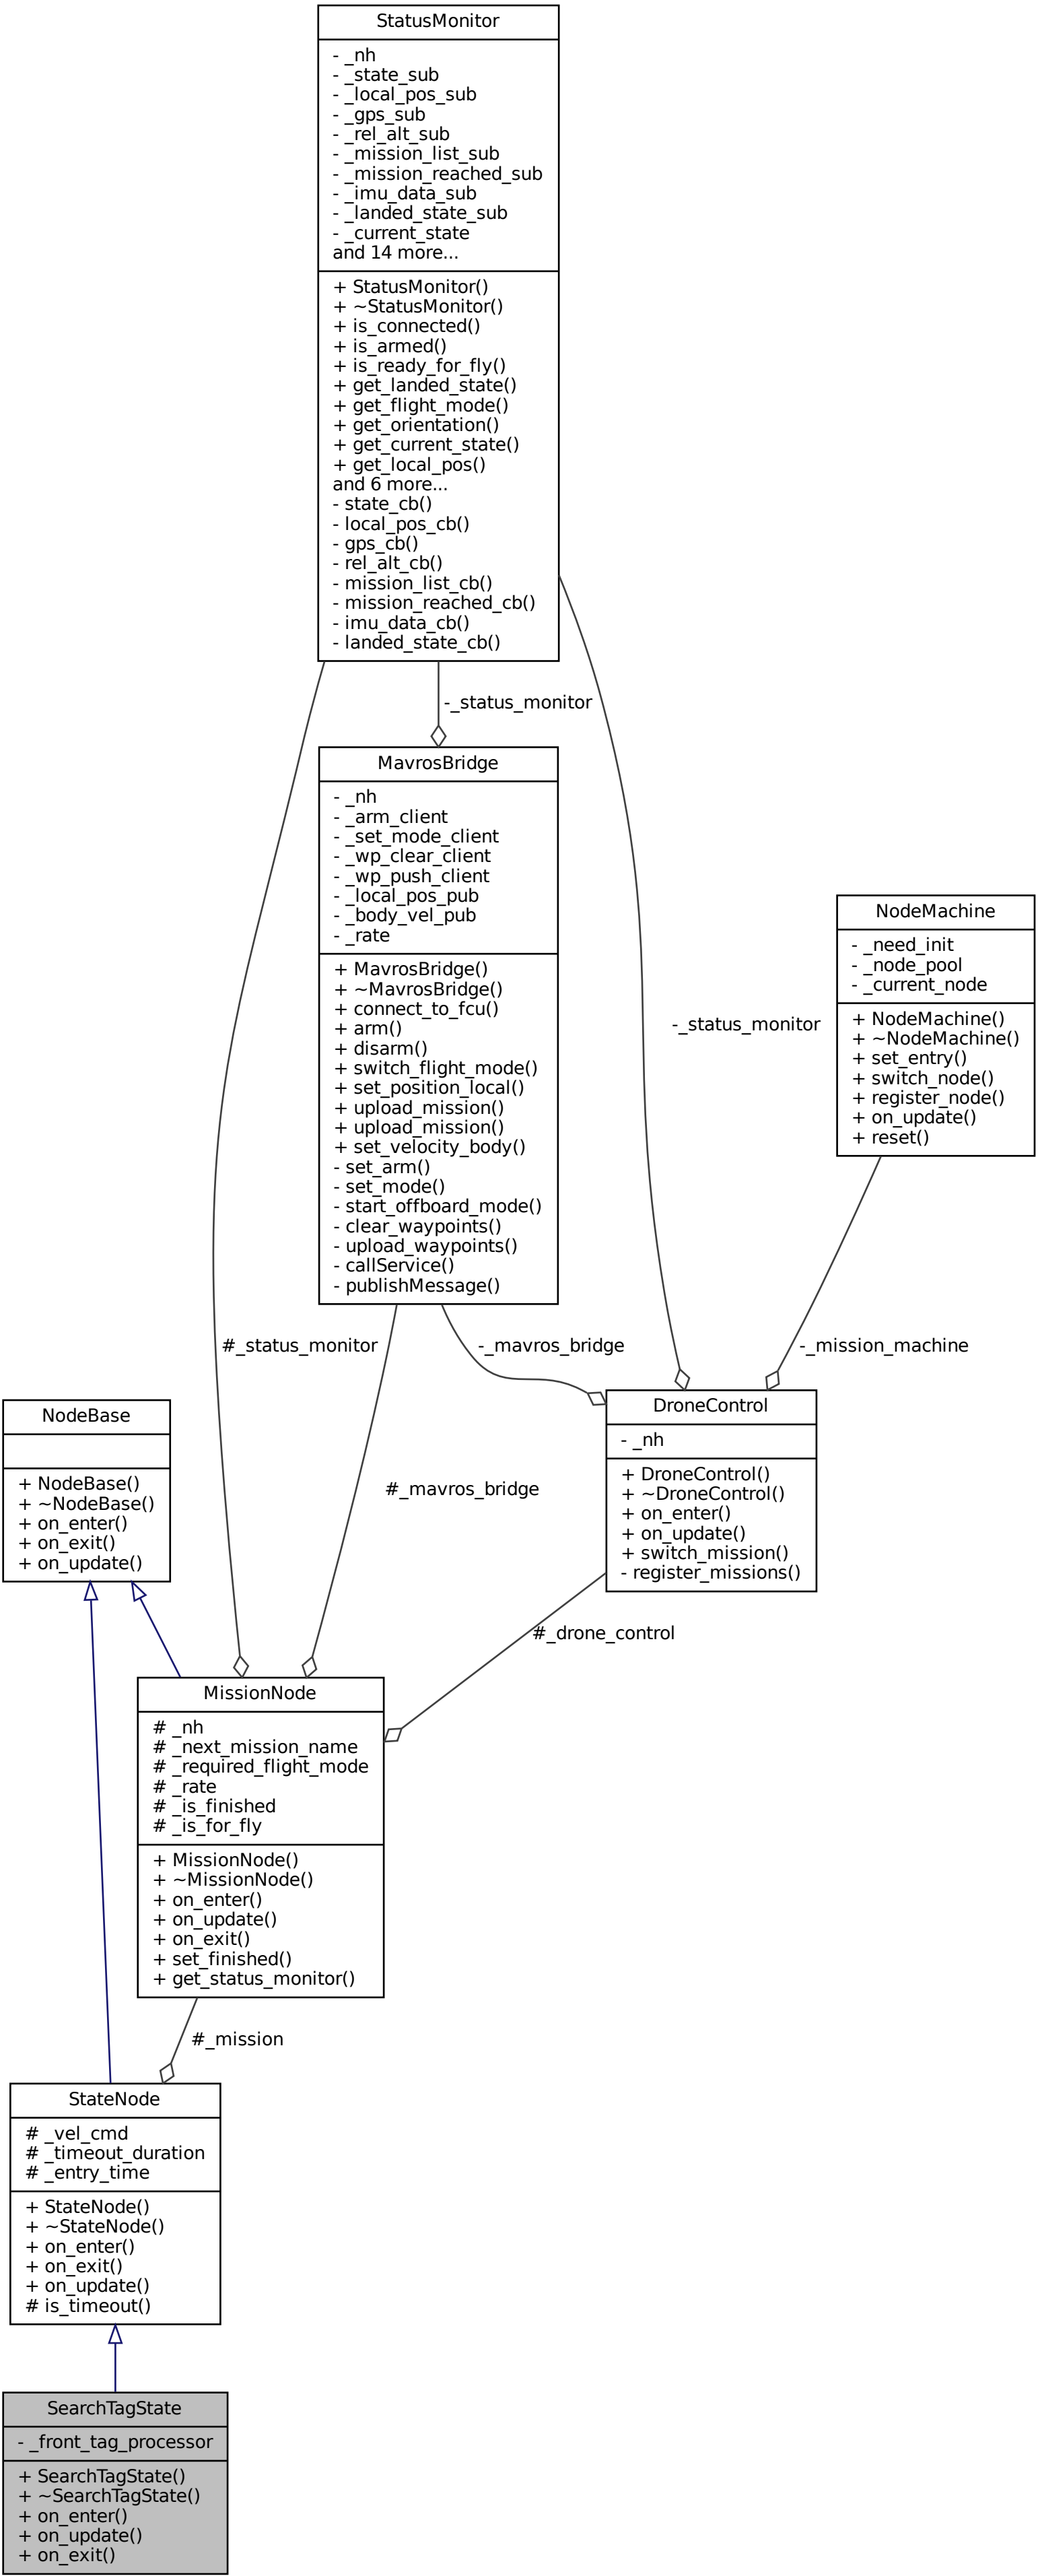 StatusMonitor
- _nh
- _state_sub
- _local_pos_sub
- _gps_sub
- _rel_alt_sub
- _mission_list_sub
- _mission_reached_sub
- _imu_data_sub
- _landed_state_sub
- _current_state
and 14 more...
+ StatusMonitor()
+ ~StatusMonitor()
+ is_connected()
+ is_armed()
+ is_ready_for_fly()
+ get_landed_state()
+ get_flight_mode()
+ get_orientation()
+ get_current_state()
+ get_local_pos()
and 6 more...
- state_cb()
- local_pos_cb()
- gps_cb()
- rel_alt_cb()
- mission_list_cb()
- mission_reached_cb()
- imu_data_cb()
- landed_state_cb()
-_status_monitor
MavrosBridge
- _nh
- _arm_client
- _set_mode_client
- _wp_clear_client
- _wp_push_client
- _local_pos_pub
- _body_vel_pub
- _rate
+ MavrosBridge()
+ ~MavrosBridge()
+ connect_to_fcu()
+ arm()
+ disarm()
+ switch_flight_mode()
+ set_position_local()
+ upload_mission()
+ upload_mission()
+ set_velocity_body()
- set_arm()
- set_mode()
- start_offboard_mode()
- clear_waypoints()
- upload_waypoints()
- callService()
- publishMessage()
-_status_monitor
NodeMachine
- _need_init
- _node_pool
- _current_node
+ NodeMachine()
+ ~NodeMachine()
+ set_entry()
+ switch_node()
+ register_node()
+ on_update()
+ reset()
#_status_monitor
-_mavros_bridge
-_mission_machine
DroneControl
- _nh
+ DroneControl()
+ ~DroneControl()
+ on_enter()
+ on_update()
+ switch_mission()
- register_missions()
NodeBase
+ NodeBase()
+ ~NodeBase()
+ on_enter()
+ on_exit()
+ on_update()
#_mavros_bridge
#_drone_control
MissionNode
# _nh
# _next_mission_name
# _required_flight_mode
# _rate
# _is_finished
# _is_for_fly
+ MissionNode()
+ ~MissionNode()
+ on_enter()
+ on_update()
+ on_exit()
+ set_finished()
+ get_status_monitor()
#_mission
StateNode
# _vel_cmd
# _timeout_duration
# _entry_time
+ StateNode()
+ ~StateNode()
+ on_enter()
+ on_exit()
+ on_update()
# is_timeout()
SearchTagState
- _front_tag_processor
+ SearchTagState()
+ ~SearchTagState()
+ on_enter()
+ on_update()
+ on_exit()